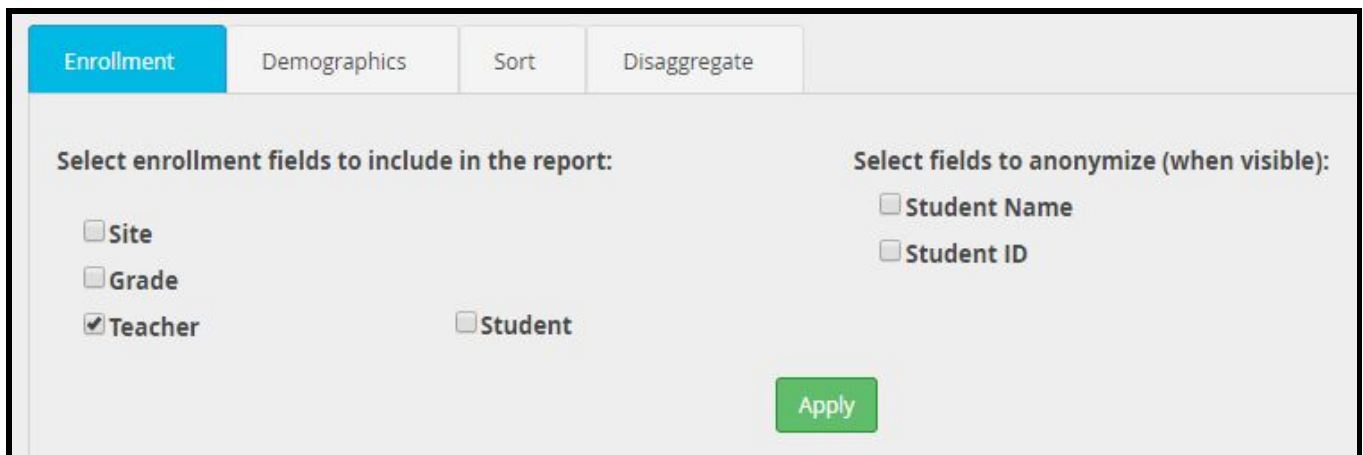 Enrollment Demographics Sort Disaggregate
Select enrollment fields to include in the report:
Site
Grade
Teacher Student
Select fields to anonymize (when visible):
Student Name
Student ID
Apply